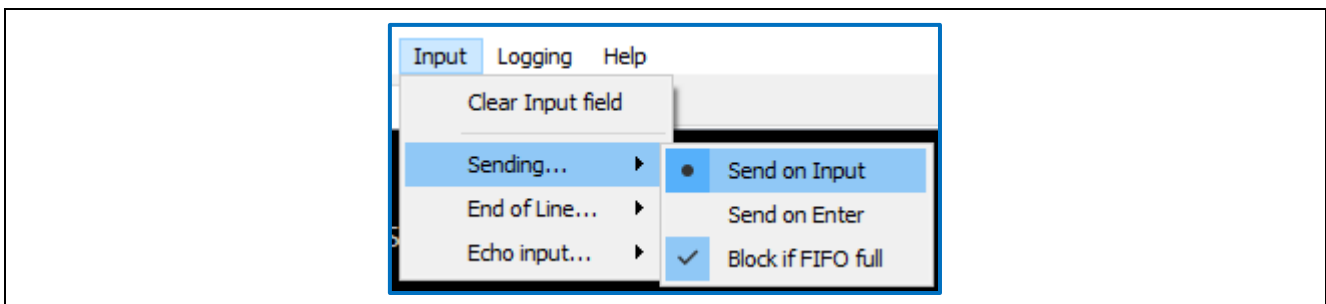 Input Logging Help
Clear Input field
Sending...
End of Line...
Echo input...
Send on Input
Send on Enter
Block if FIFO full